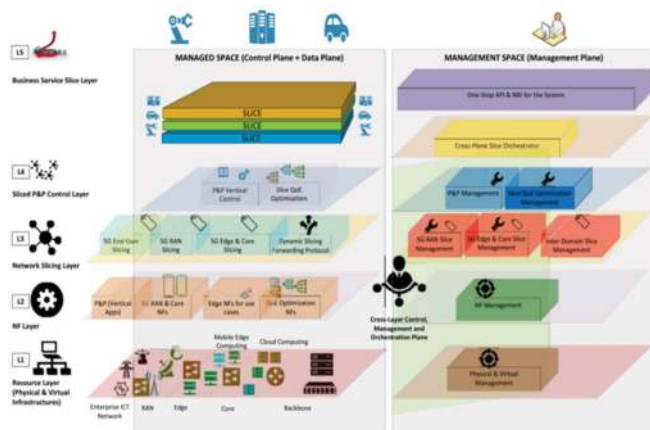 MANAGED SPACE (Control Plane + Data Plane)
MANAGEMENT SPACE (Management Plane)
L5
Business Service Slice Layer
SLICE
SLICE
SLICE
One-Stop API & NBI for the System
Cross Plane Slice Orchestrator
L4
Sliced P&P Control Layer
P&P Vertical
Control
Slice QoE
Optimisation
P&P Management
Slice QoE Optimisation
Management
L3
Network Slicing Layer
5G End User
Slicing
5G RAN
Slicing
5G Edge & Core
Slicing
Dynamic Slicing
Forwarding Protocol
5G RAN Slice
Management
5G Edge & Core Slice
Management
Inter-Domain Slice
Management
L2
NF Layer
P&P (Vertical
Apps)
5G RAN & Core
NFs
Edge NFs for use
cases
QoE Optimisation
NFs
Cross-Layer Control,
Management and
Orchestration Plane
NF Management
L1
Resource Layer
(Physical & Virtual
Infrastructures)
Mobile Edge
Computing
Cloud Computing
Enterprise ICT
Network
RAN
Edge
Core
Backbone
Physical & Virtual
Management